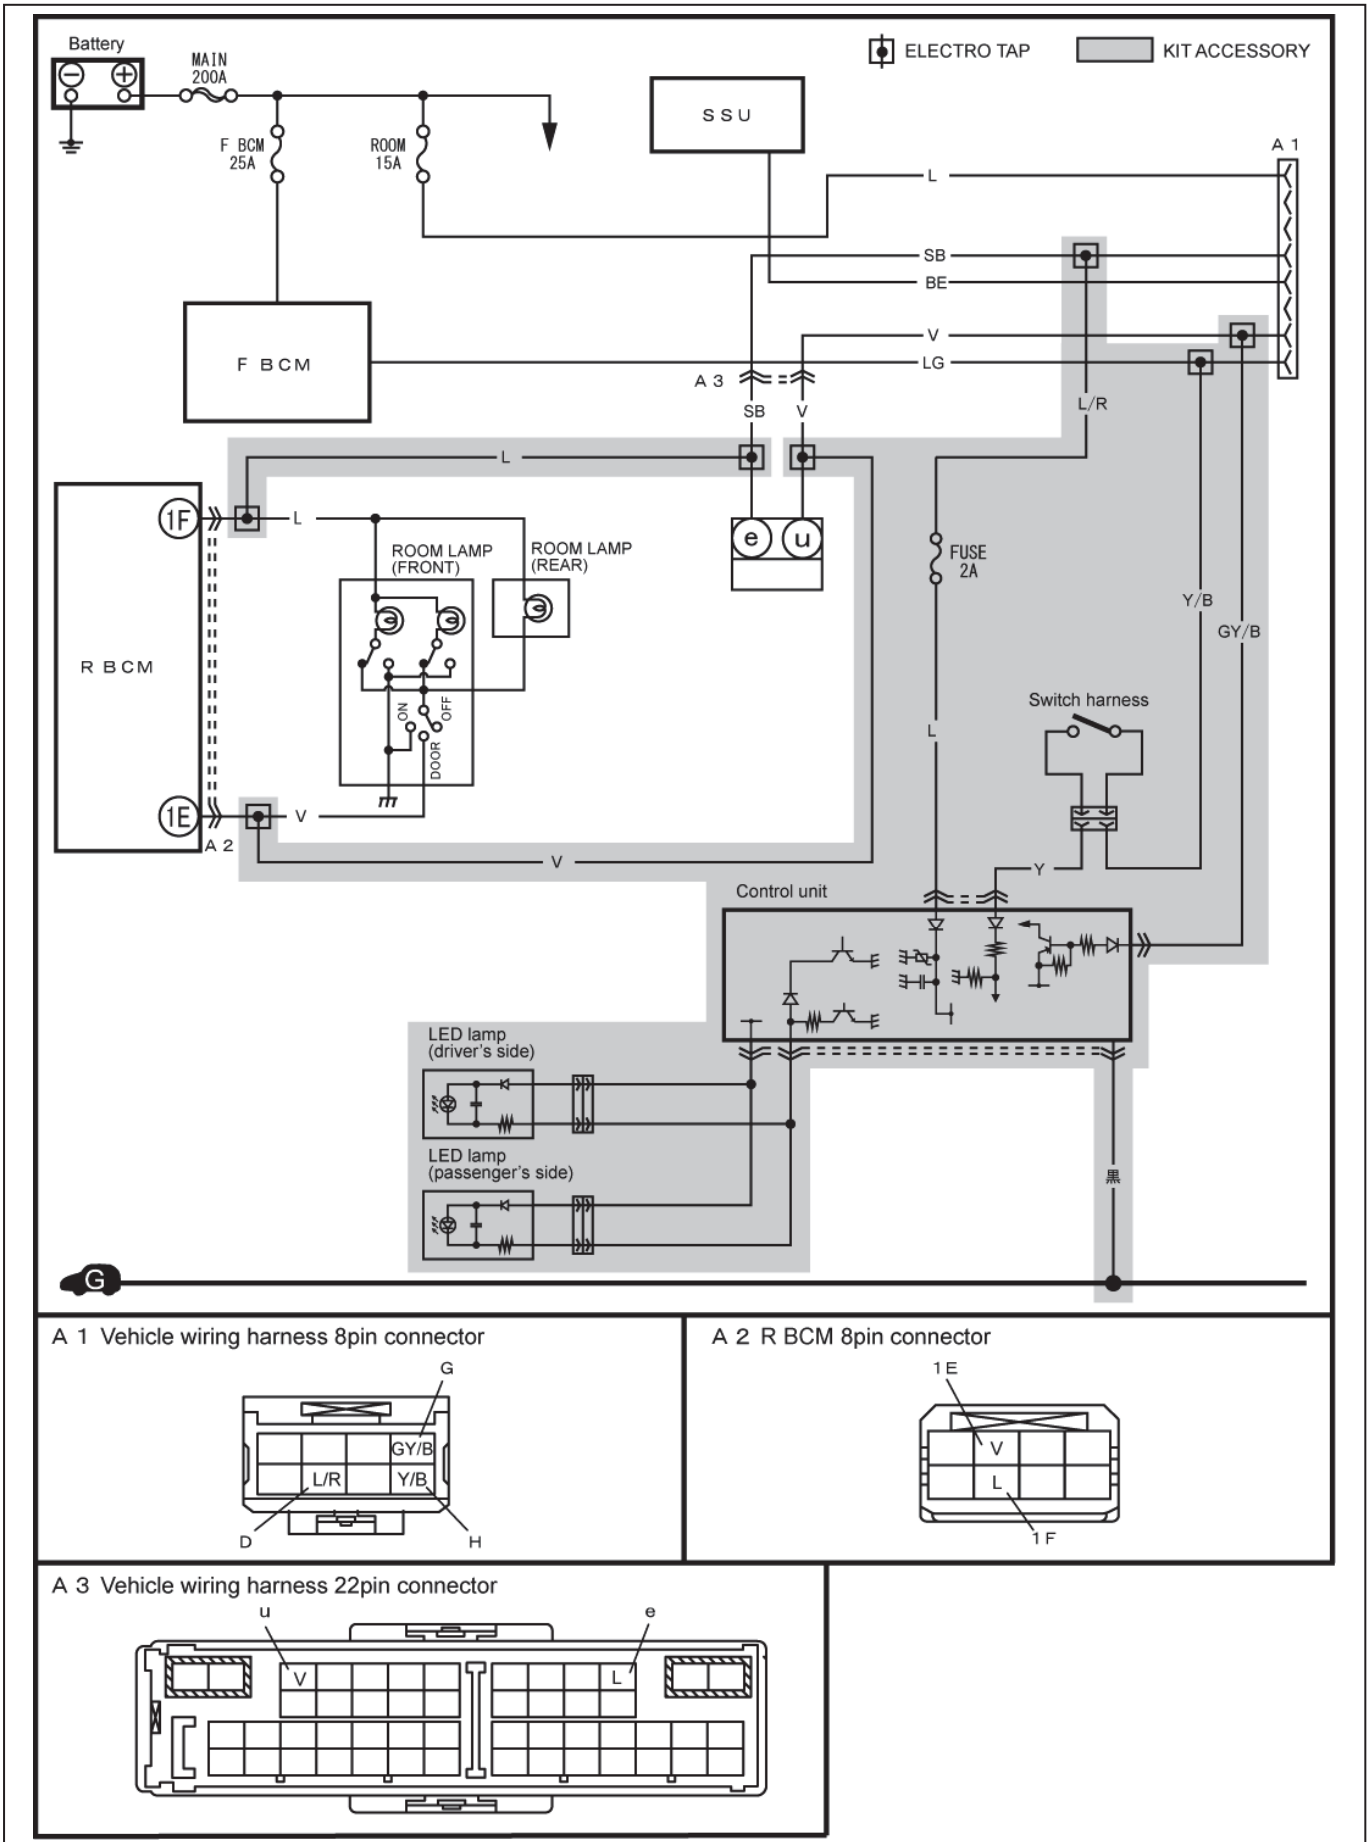 Battery
MAIN
200A
ELECTRO TAP
KIT ACCESSORY
SSU
F BCM
25A
ROOM
15A
A 1
L
SB
BE
V
LG
F BCM
A 3
SB
V
L/R
L
1F
L
ROOM LAMP
(FRONT)
ROOM LAMP
(REAR)
e
u
FUSE
2A
Y/B
GY/B
R BCM
ON
OFF
DOOR
Switch harness
L
1E
V
A 2
V
Y
Control unit
LED lamp
(driver's side)
LED lamp
(passenger's side)
黒
G
A 1 Vehicle wiring harness 8pin connector
G
GY/B
L/R
Y/B
D
H
A 2 R BCM 8pin connector
1E
V
L
1F
A 3 Vehicle wiring harness 22pin connector
u
e
V
L